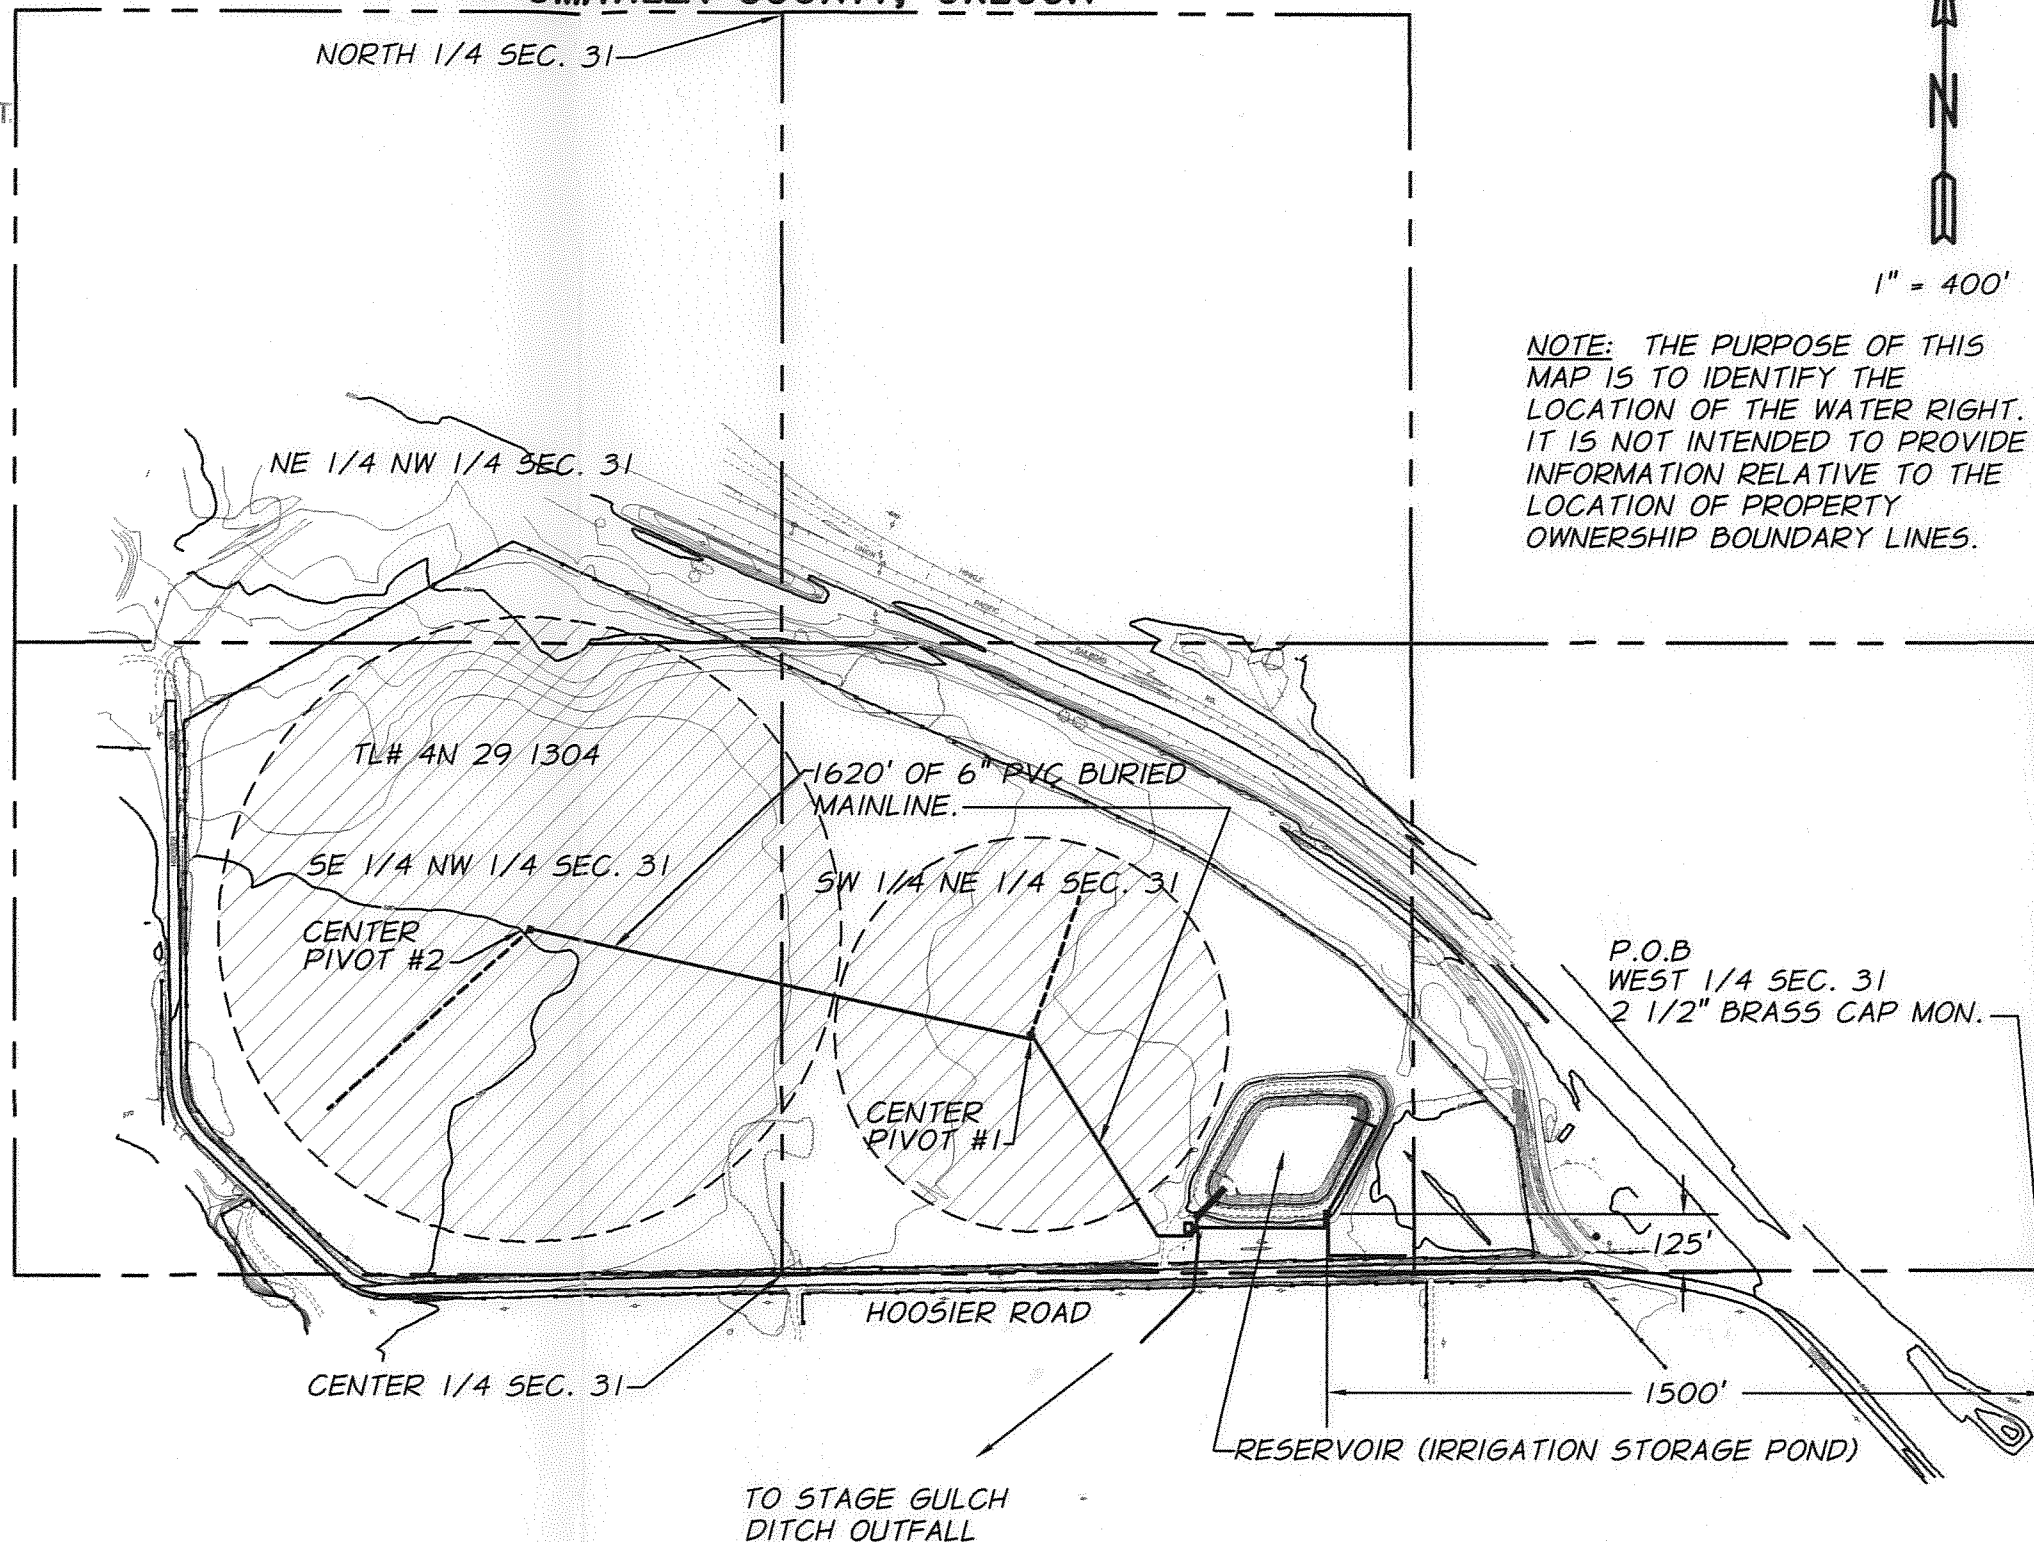 NORTH 1/4 SEC. 31
N
1" = 400'
NOTE: THE PURPOSE OF THIS
MAP IS TO IDENTIFY THE
LOCATION OF THE WATER RIGHT.
IT IS NOT INTENDED TO PROVIDE
INFORMATION RELATIVE TO THE
LOCATION OF PROPERTY
OWNERSHIP BOUNDARY LINES.
NE 1/4 NW 1/4 SEC. 31
UNION
PACIFIC
RAILROAD
TL# 4N 29 1304
1620' OF 6" PVC BURIED
MAINLINE.
SE 1/4 NW 1/4 SEC. 31
SW 1/4 NE 1/4 SEC. 31
CENTER
PIVOT #2
P.O.B
WEST 1/4 SEC. 31
2 1/2" BRASS CAP MON.
CENTER
PIVOT #1
125'
HOOSIER ROAD
CENTER 1/4 SEC. 31
1500'
RESERVOIR (IRRIGATION STORAGE POND)
TO STAGE GULCH
DITCH OUTFALL